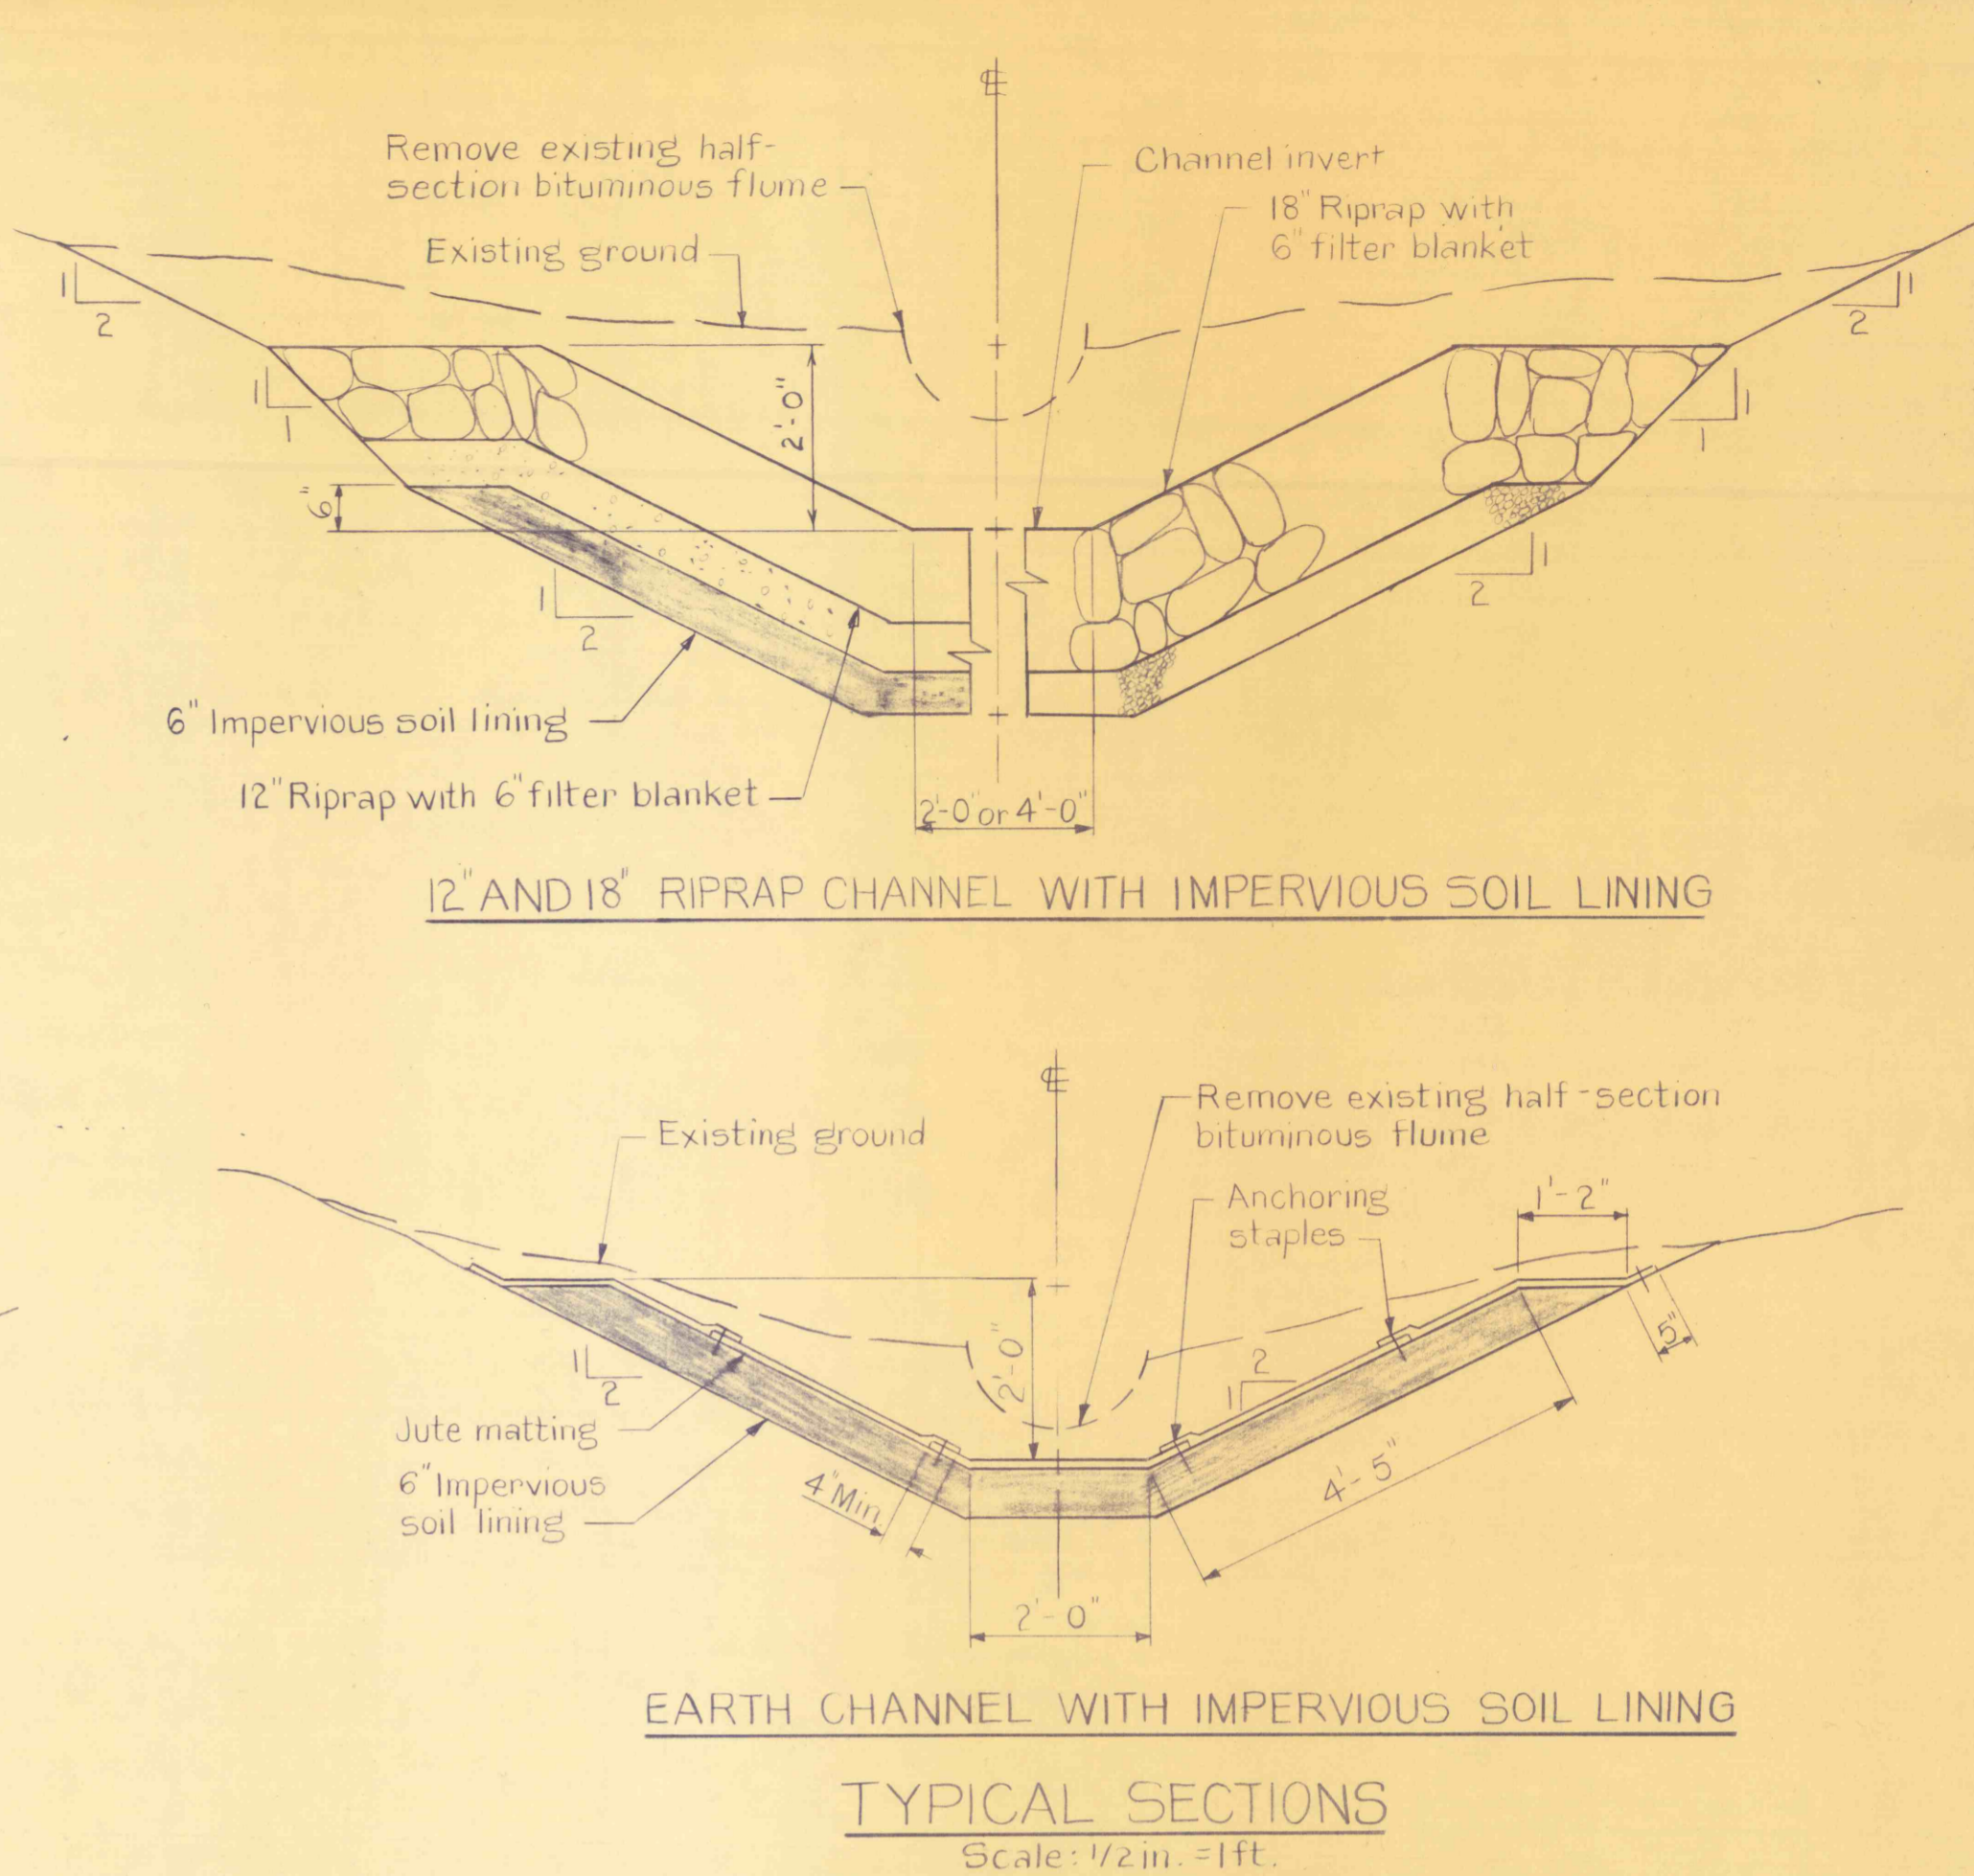 ℄
Remove existing half-
section bituminous flume
Existing ground
Channel invert
18" Riprap with
6" filter blanket
1
2
1
2
1
1
2'-0"
1
1
6"
1
2
1
2
6" Impervious soil lining
12" Riprap with 6" filter blanket
2'-0" or 4'-0"
12" AND 18" RIPRAP CHANNEL WITH IMPERVIOUS SOIL LINING
℄
Existing ground
Remove existing half-section
bituminous flume
Anchoring
staples
1'-2"
5"
2'-0"
1
2
2
1
Jute matting
6" Impervious
soil lining
4" Min.
4'-5"
2'-0"
EARTH CHANNEL WITH IMPERVIOUS SOIL LINING
TYPICAL SECTIONS
Scale: 1/2 in. = 1 ft.